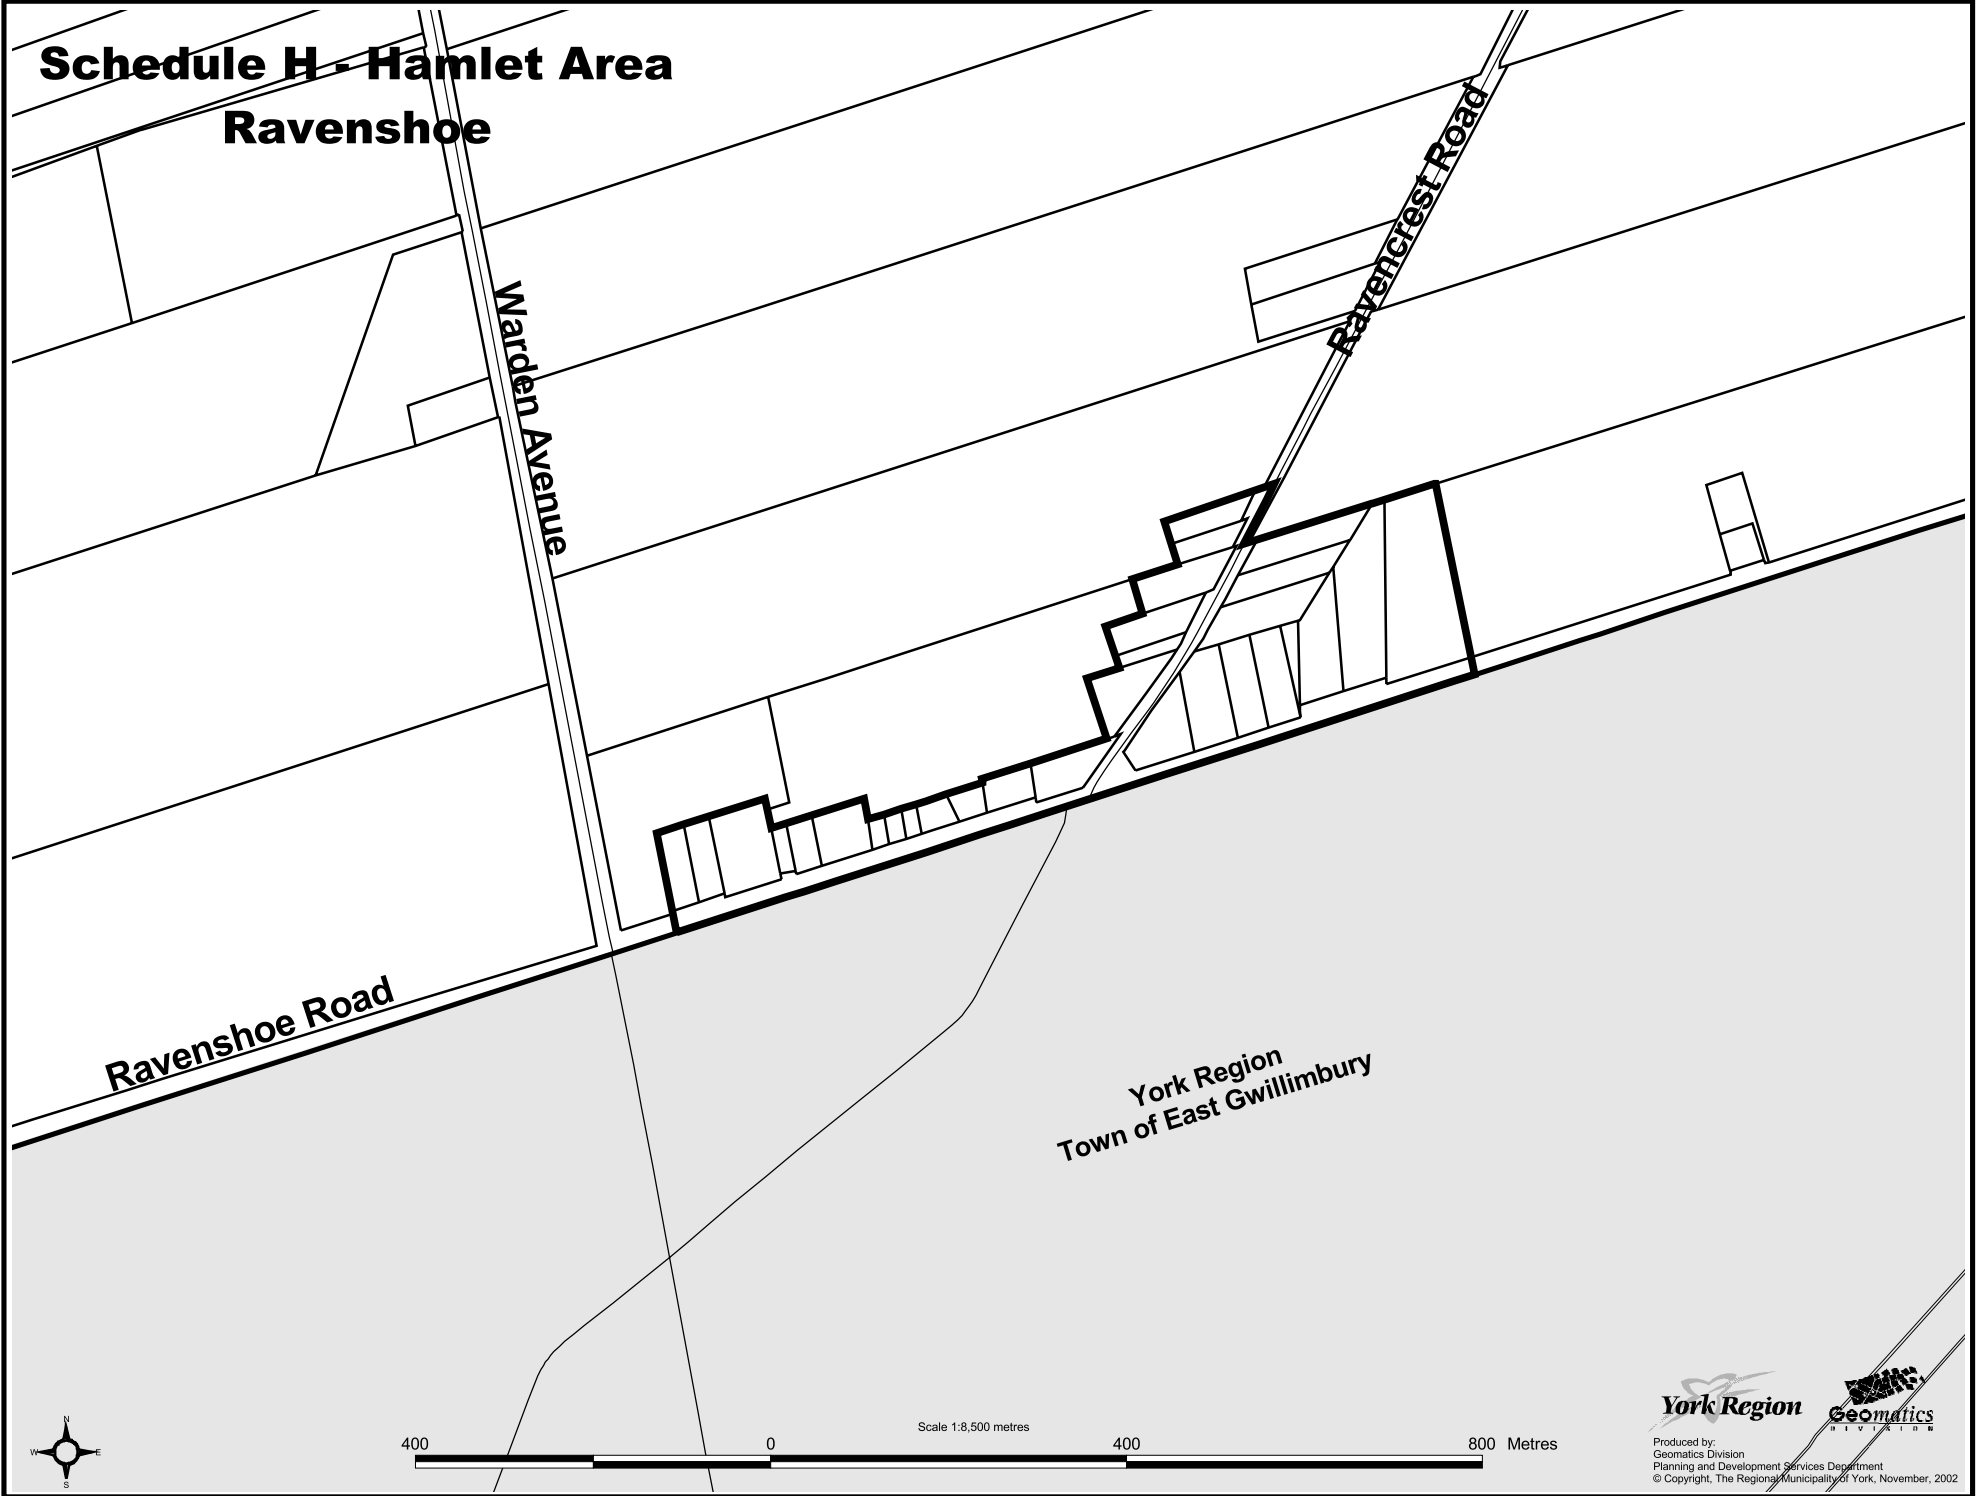 Schedule H - Hamlet Area
Ravenshoe
Ravencrest Road
Warden Avenue
Ravenshoe Road
York Region
Town of East Gwillimbury
N
W E
S
Scale 1:8,500 metres
400 0 400 800 Metres
York Region
Geomatics
DIVISION
Produced by:
Geomatics Division
Planning and Development Services Department
© Copyright, The Regional Municipality of York, November, 2002